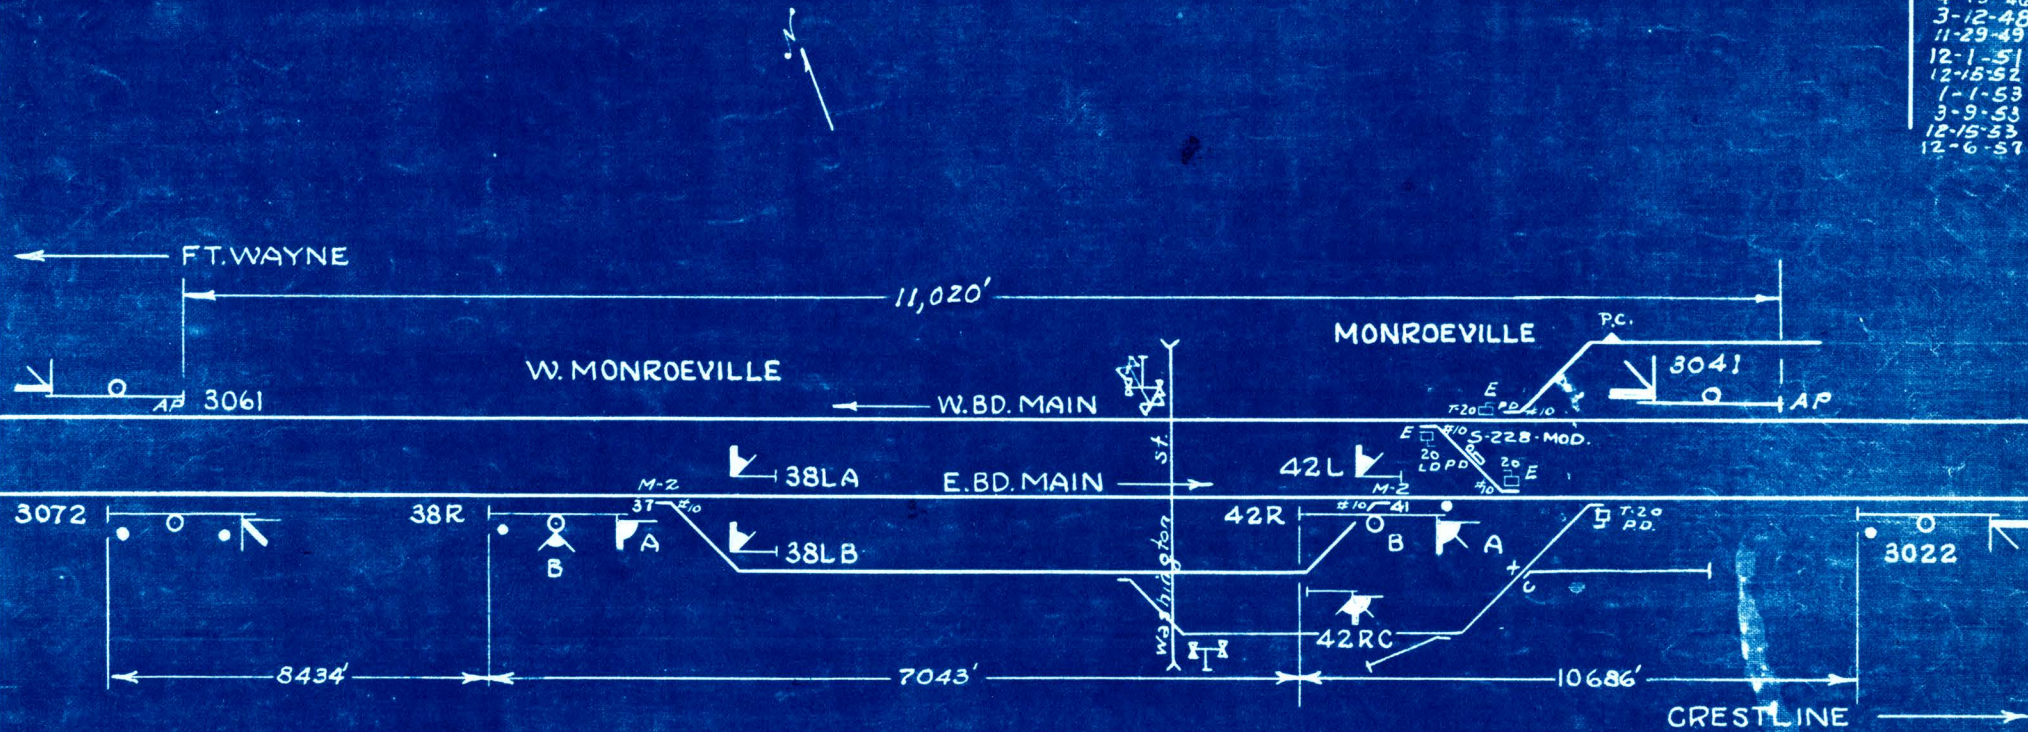 N
3-12-48
11-29-49
12-1-51
12-15-52
1-1-53
3-9-53
12-15-53
12-6-57
FT. WAYNE
11,020'
MONROEVILLE
P.C.
W. MONROEVILLE
3041
AP
3061
AP
W.BD. MAIN
E
T-20
P.D.
#10
E
#10
S-228-MOD.
20
LD PD
20
E
#10
38LA
E.BD. MAIN
42L
M-2
M-2
3072
38R
37
#10
A
B
38LB
42R
#10
41
B
A
T-20
P.D.
3022
Washington St.
C
42RC
8434'
7043'
10686'
CRESTLINE